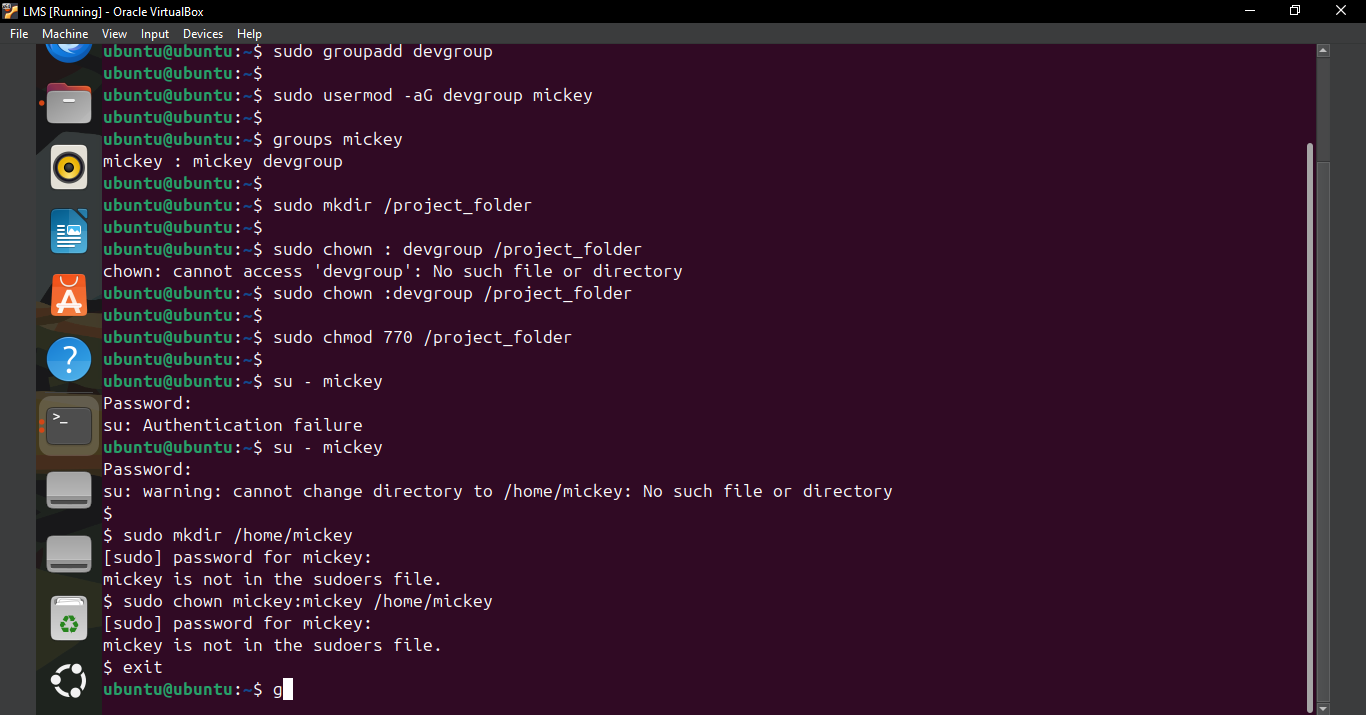 LMS [Running] - Oracle VirtualBox
File Machine View Input Devices Help
ubuntu@ubuntu:~$ sudo groupadd devgroup
ubuntu@ubuntu:~$
ubuntu@ubuntu:~$ sudo usermod -aG devgroup mickey
ubuntu@ubuntu:~$
ubuntu@ubuntu:~$ groups mickey
mickey : mickey devgroup
ubuntu@ubuntu:~$
ubuntu@ubuntu:~$ sudo mkdir /project_folder
ubuntu@ubuntu:~$
ubuntu@ubuntu:~$ sudo chown : devgroup /project_folder
chown: cannot access 'devgroup': No such file or directory
ubuntu@ubuntu:~$ sudo chown :devgroup /project_folder
ubuntu@ubuntu:~$
ubuntu@ubuntu:~$ sudo chmod 770 /project_folder
ubuntu@ubuntu:~$
ubuntu@ubuntu:~$ su - mickey
Password:
su: Authentication failure
ubuntu@ubuntu:~$ su - mickey
Password:
su: warning: cannot change directory to /home/mickey: No such file or directory
$
$ sudo mkdir /home/mickey
[sudo] password for mickey:
mickey is not in the sudoers file.
$ sudo chown mickey:mickey /home/mickey
[sudo] password for mickey:
mickey is not in the sudoers file.
$ exit
ubuntu@ubuntu:~$ g